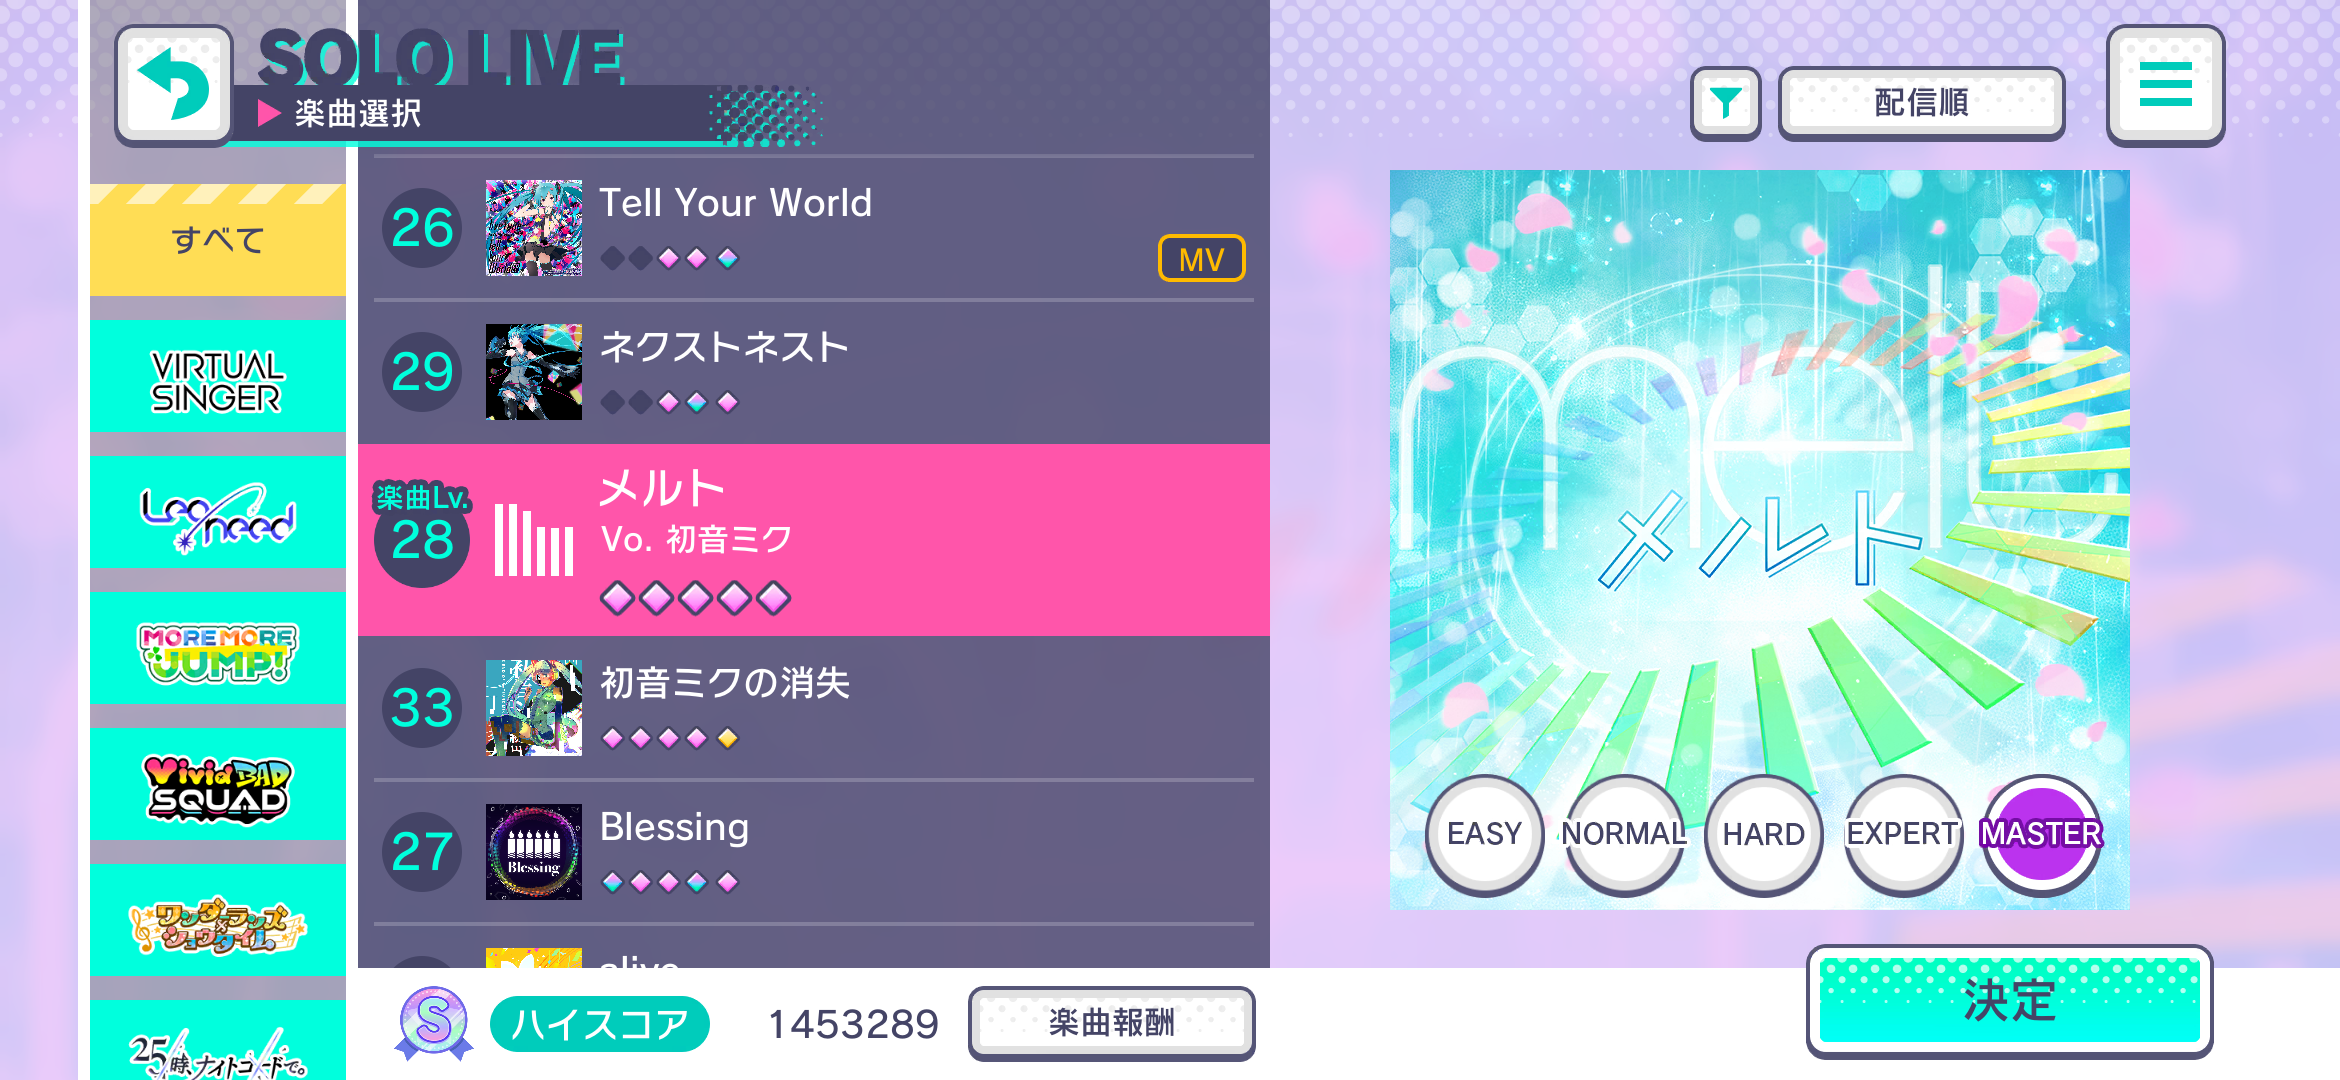 SOLO LIVE
楽曲選択
配信順
すべて
VIRTUAL
SINGER
Leo/need
MORE MORE
JUMP!
Vivid BAD
SQUAD
ワンダーランズ
×
ショウタイム
25時、ナイトコードで。
26
Tell Your World
MV
29
ネクストネスト
楽曲Lv.
28
メルト
Vo. 初音ミク
33
初音ミクの消失
27
Blessing
Blessing
alive
melt
メルト
EASY
NORMAL
HARD
EXPERT
MASTER
S
ハイスコア
1453289
楽曲報酬
決定